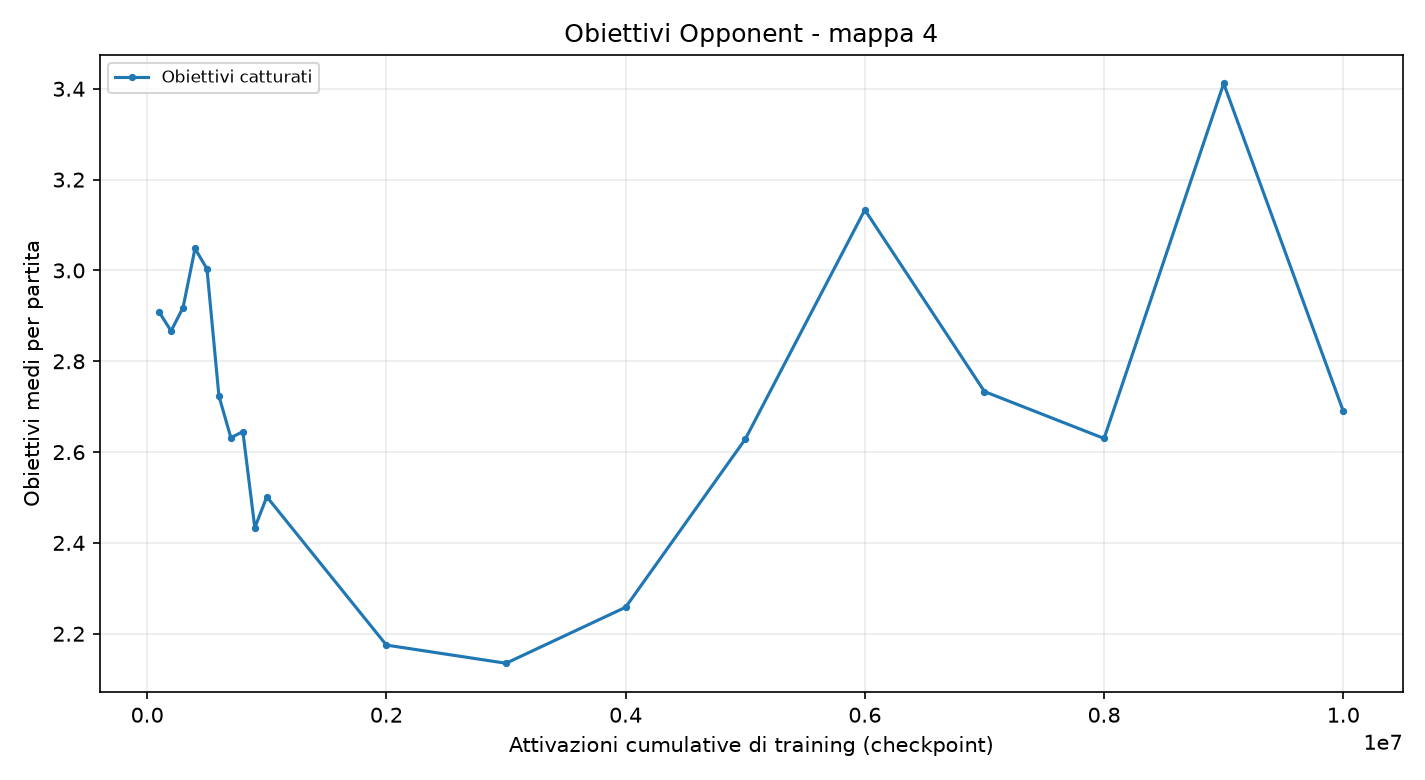 Obiettivi Opponent - mappa 4
Obiettivi catturati
Obiettivi medi per partita
3.4
3.2
3.0
2.8
2.6
2.4
2.2
0.0 0.2 0.4 0.6 0.8 1.0
1e7
Attivazioni cumulative di training (checkpoint)